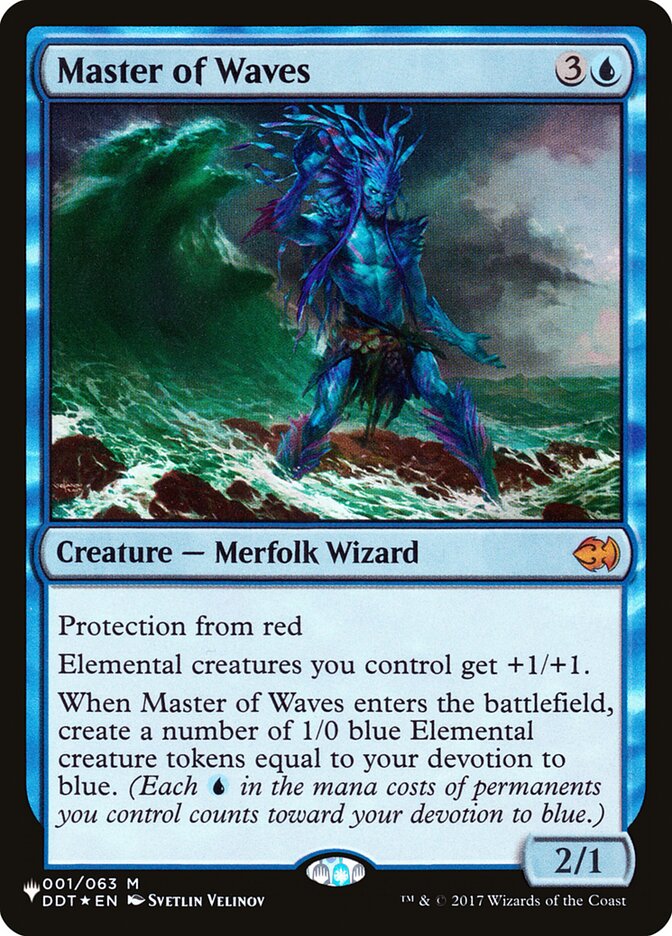 Master of Waves 3
Creature — Merfolk Wizard
Protection from red
Elemental creatures you control get +1/+1.
When Master of Waves enters the battlefield,
create a number of 1/0 blue Elemental
creature tokens equal to your devotion to
blue. (Each in the mana costs of permanents
you control counts toward your devotion to blue.)
2/1
001/063 M
DDT★EN Svetlin Velinov
™ & © 2017 Wizards of the Coast